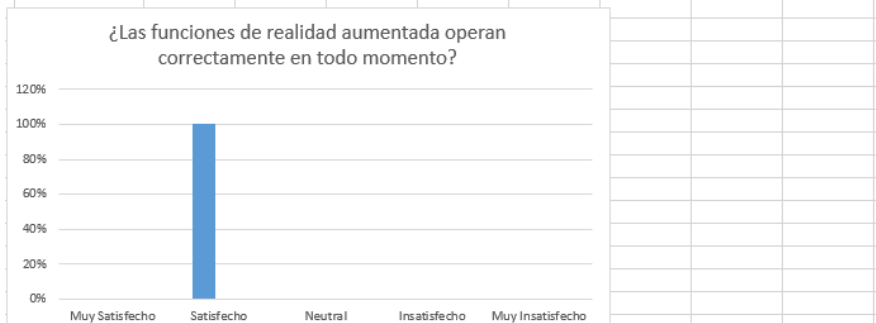 ¿Las funciones de realidad aumentada operan
correctamente en todo momento?
120%
100%
80%
60%
40%
20%
0%
Muy Satisfecho Satisfecho Neutral Insatisfecho Muy Insatisfecho